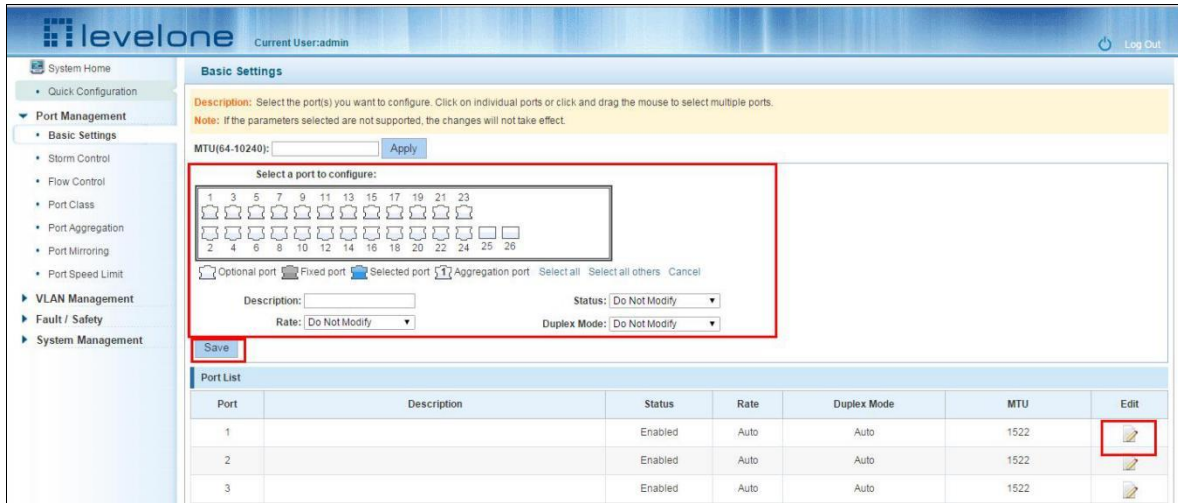 levelone
Current User:admin
Log Out
System Home
Quick Configuration
Port Management
Basic Settings
Storm Control
Flow Control
Port Class
Port Aggregation
Port Mirroring
Port Speed Limit
VLAN Management
Fault / Safety
System Management
Basic Settings
Description: Select the port(s) you want to configure. Click on individual ports or click and drag the mouse to select multiple ports.
Note: If the parameters selected are not supported, the changes will not take effect.
MTU(64-10240): Apply
Select a port to configure:
1 3 5 7 9 11 13 15 17 19 21 23
2 4 6 8 10 12 14 16 18 20 22 24 25 26
Optional port Fixed port Selected port 1 Aggregation port Select all Select all others Cancel
Description: Status: Do Not Modify
Rate: Do Not Modify Duplex Mode: Do Not Modify
Save
Port List
Port Description Status Rate Duplex Mode MTU Edit
1 Enabled Auto Auto 1522
2 Enabled Auto Auto 1522
3 Enabled Auto Auto 1522